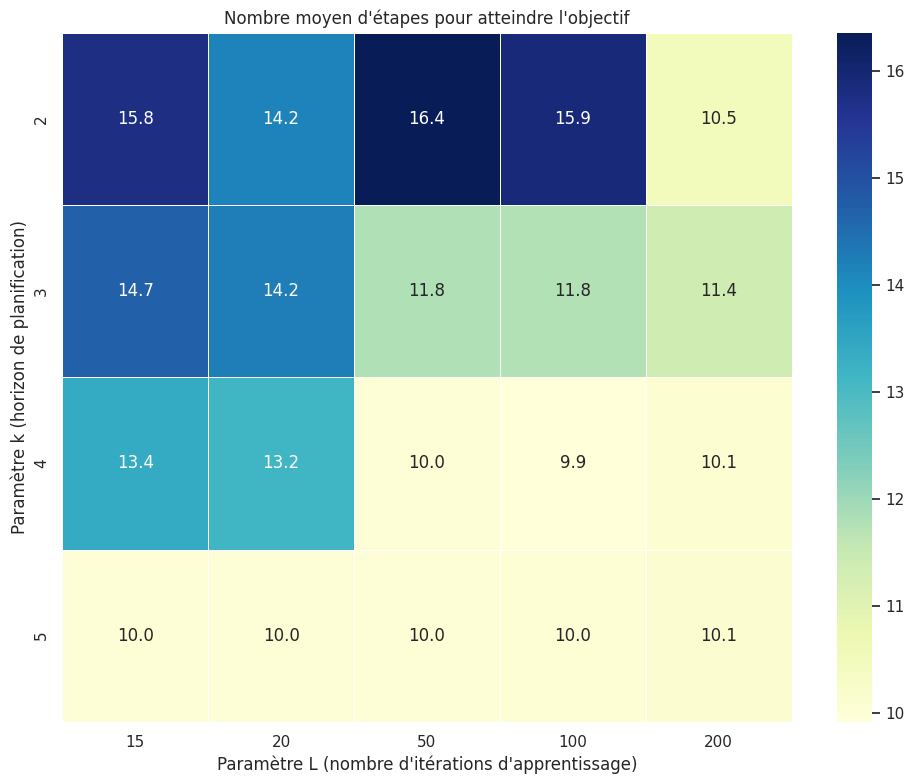 Nombre moyen d'étapes pour atteindre l'objectif
Paramètre k (horizon de planification)
2
15.8 14.2 16.4 15.9 10.5
3
14.7 14.2 11.8 11.8 11.4
4
13.4 13.2 10.0 9.9 10.1
5
10.0 10.0 10.0 10.0 10.1
15 20 50 100 200
Paramètre L (nombre d'itérations d'apprentissage)
16
15
14
13
12
11
10